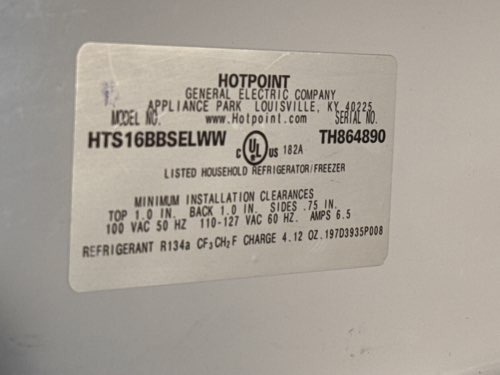 HOTPOINT
GENERAL ELECTRIC COMPANY
APPLIANCE PARK LOUISVILLE, KY 40225
MODEL NO. www.Hotpoint.com SERIAL NO.
HTS16BBSELWW C UL US 182A TH864890
LISTED HOUSEHOLD REFRIGERATOR/FREEZER
MINIMUM INSTALLATION CLEARANCES
TOP 1.0 IN. BACK 1.0 IN. SIDES .75 IN.
100 VAC 50 HZ 110-127 VAC 60 HZ. AMPS 6.5
REFRIGERANT R134a CF₃CH₂F CHARGE 4.12 OZ.197D3935P008